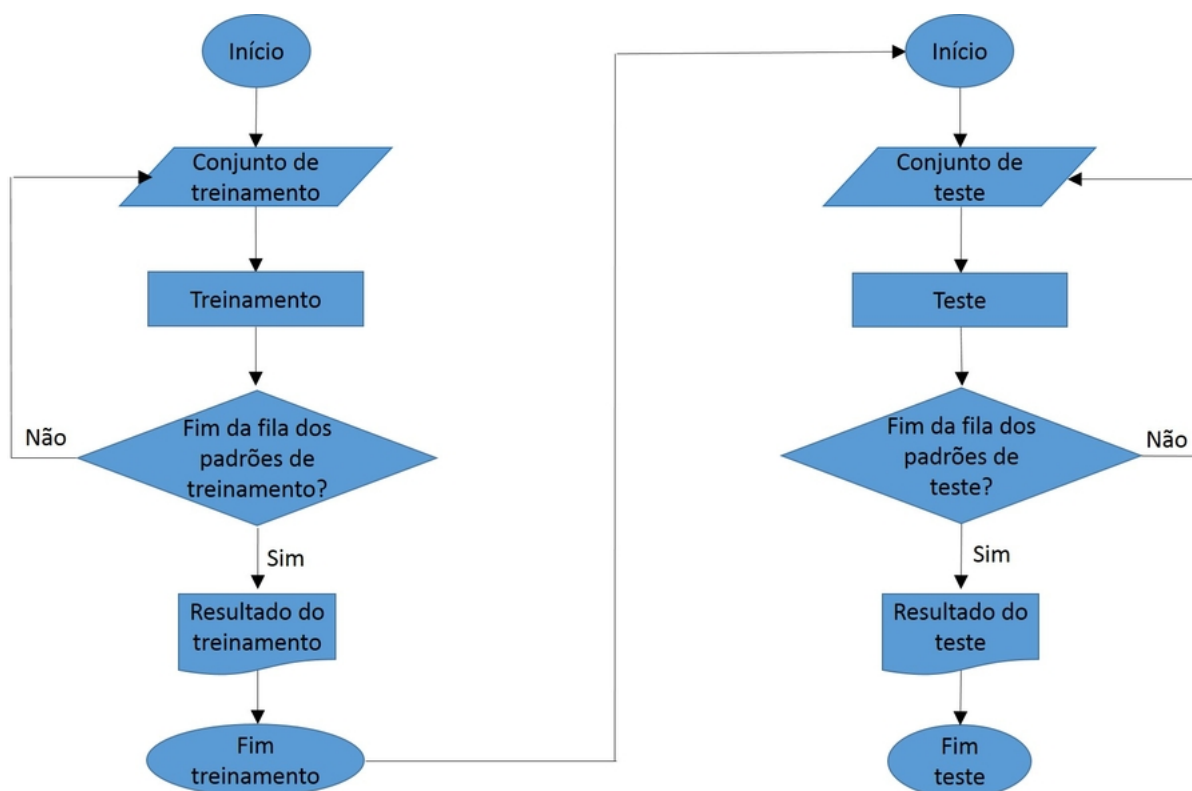 Início
Conjunto de
treinamento
Treinamento
Fim da fila dos
padrões de
treinamento?
Não
Sim
Resultado do
treinamento
Fim
treinamento
Início
Conjunto de
teste
Teste
Fim da fila dos
padrões de
teste?
Não
Sim
Resultado do
teste
Fim
teste